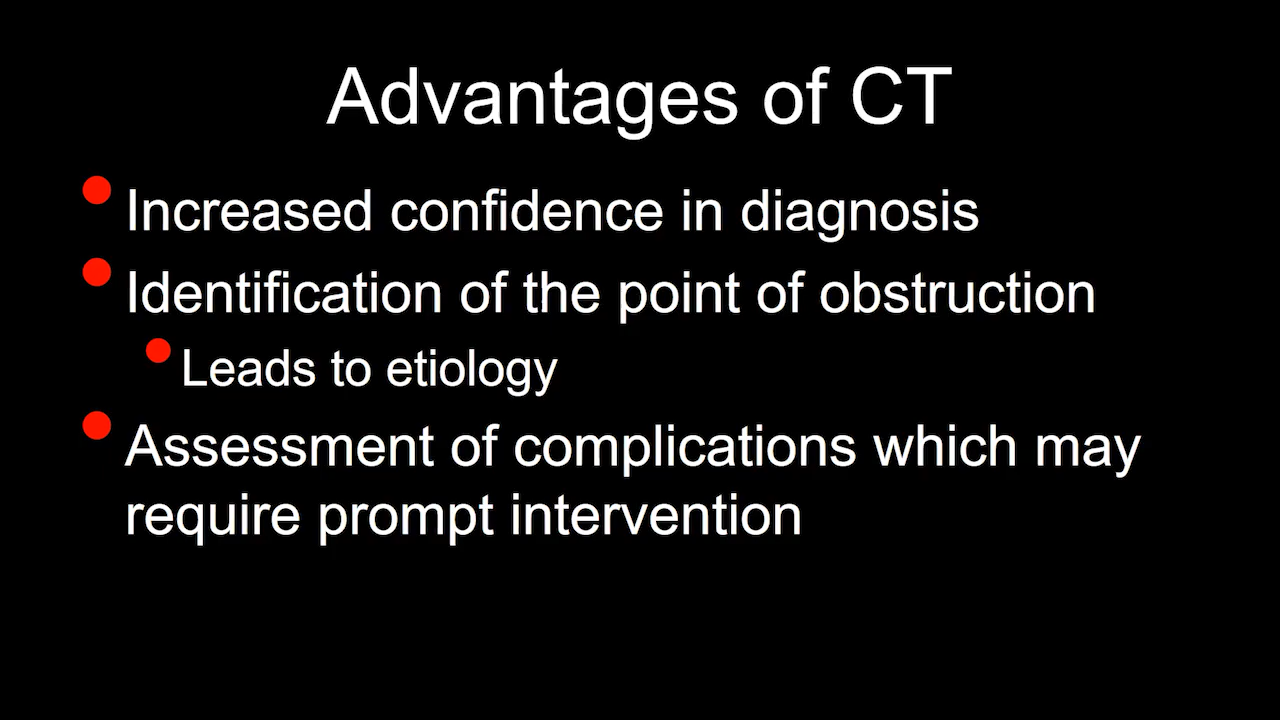 Advantages of CT
Increased confidence in diagnosis
Identification of the point of obstruction
Leads to etiology
Assessment of complications which may
require prompt intervention